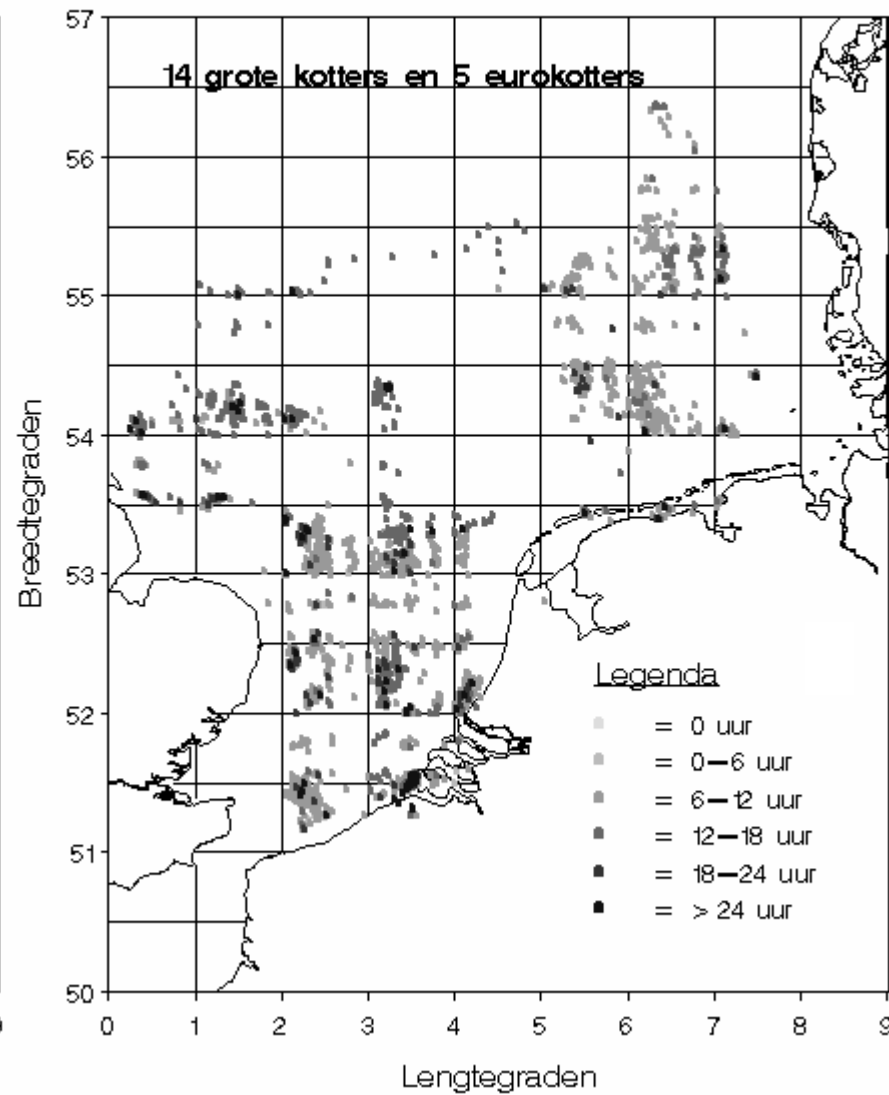 14 grote kotters en 5 eurokotters
57
56
55
54
53
52
51
50
Breedtegraden
Legenda
= 0 uur
= 0–6 uur
= 6–12 uur
= 12–18 uur
= 18–24 uur
= > 24 uur
0 1 2 3 4 5 6 7 8 9
Lengtegraden